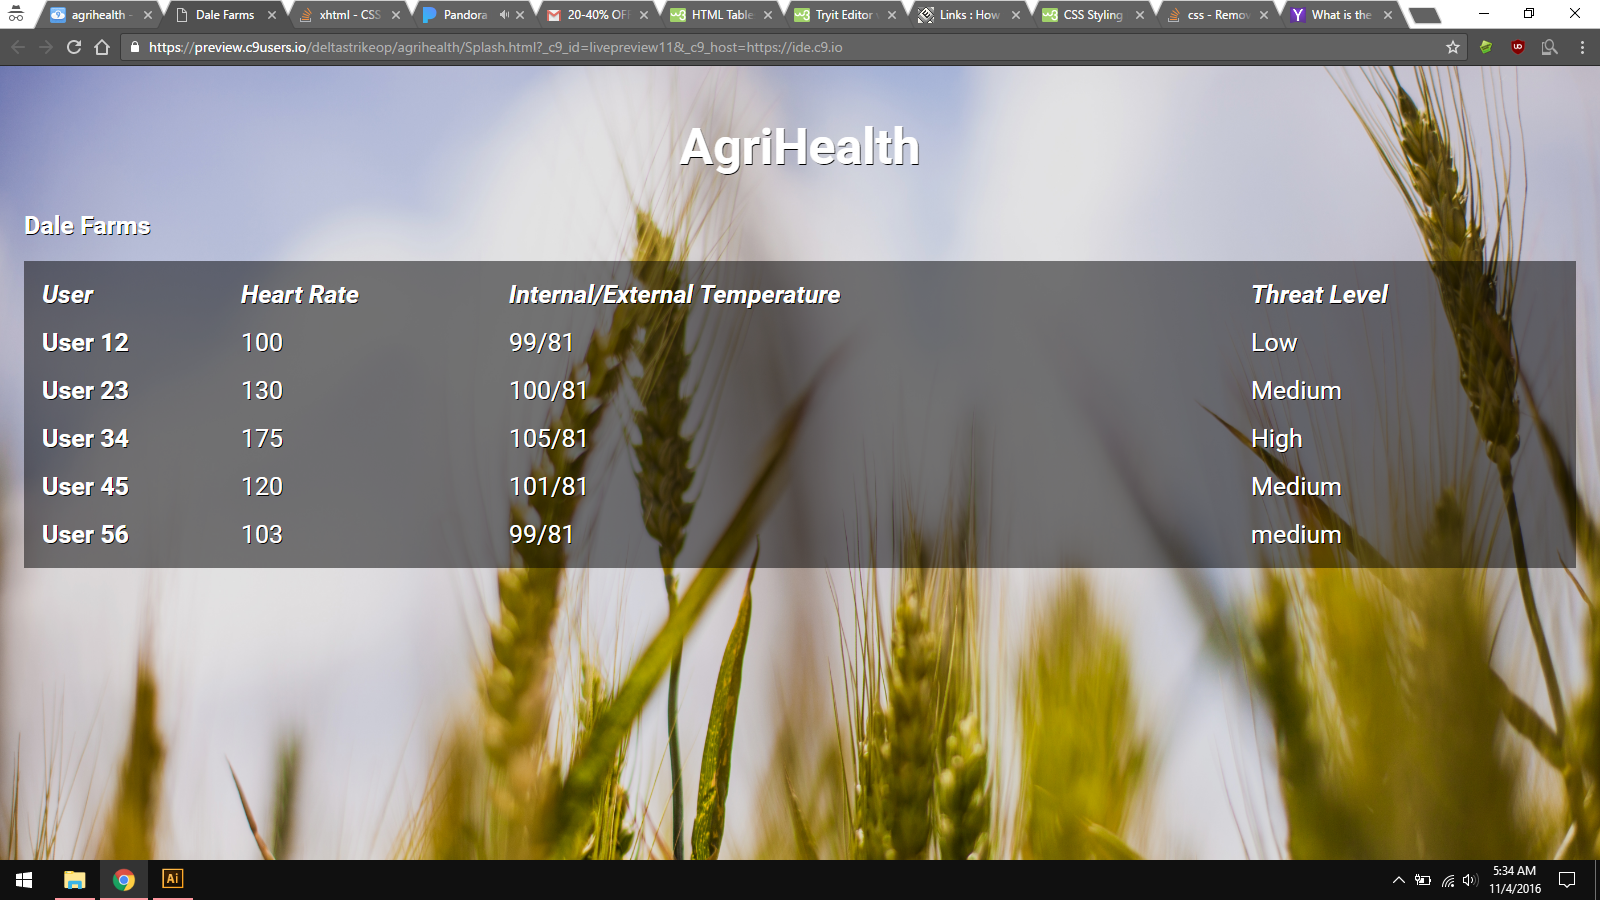 agrihealth -
Dale Farms
xhtml - CSS
Pandora
20-40% OFF
HTML Table
Tryit Editor
Links : How
CSS Styling
css - Remov
What is the
https://preview.c9users.io/deltastrikeop/agrihealth/Splash.html?_c9_id=livepreview11&_c9_host=https://ide.c9.io
AgriHealth
Dale Farms
User Heart Rate Internal/External Temperature Threat Level
User 12 100 99/81 Low
User 23 130 100/81 Medium
User 34 175 105/81 High
User 45 120 101/81 Medium
User 56 103 99/81 medium
Ai
5:34 AM
11/4/2016